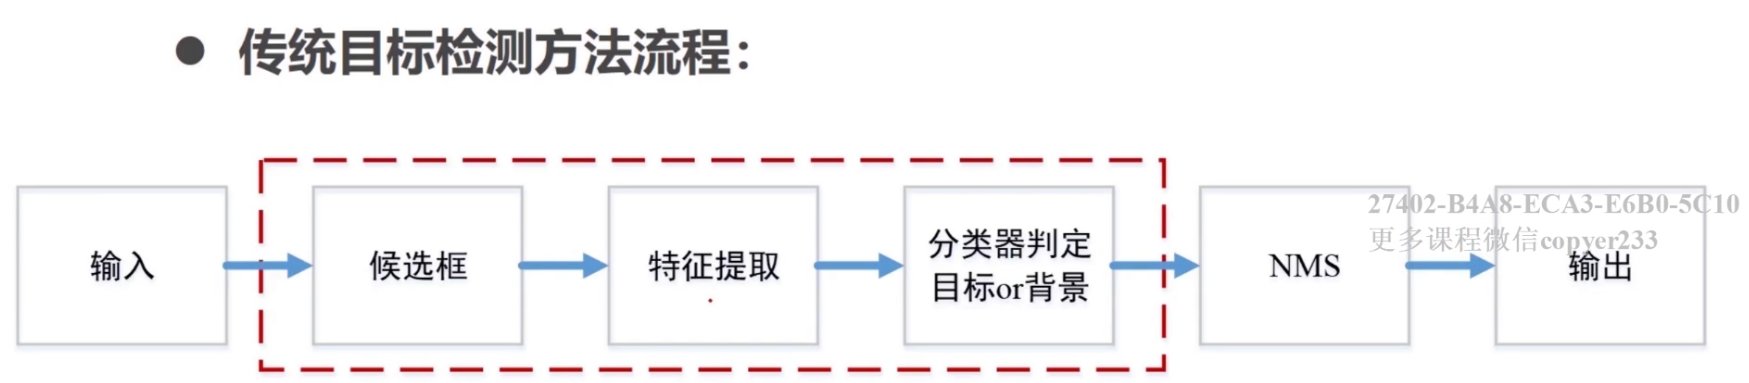 ● 传统目标检测方法流程：
输入
候选框
特征提取
分类器判定
目标or背景
NMS
输出
27402-B4A8-ECA3-E6B0-5C10
更多课程微信copyer233